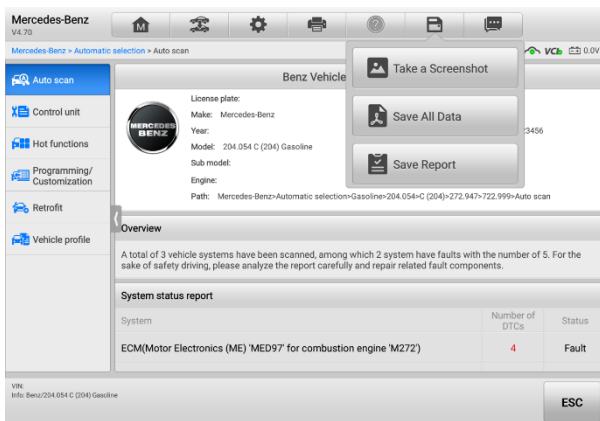 Mercedes-Benz
V4.70
M
?
Mercedes-Benz > Automatic selection > Auto scan
VCI
0.0V
Auto scan
Control unit
Hot functions
Programming/
Customization
Retrofit
Vehicle profile
Benz Vehicle
Take a Screenshot
Save All Data
Save Report
MERCEDES
BENZ
License plate:
Make: Mercedes-Benz
Year:
3456
Model: 204.054 C (204) Gasoline
Sub model:
Engine:
Path: Mercedes-Benz>Automatic selection>Gasoline>204.054>C (204)>272.947>722.999>Auto scan
Overview
A total of 3 vehicle systems have been scanned, among which 2 system have faults with the number of 5. For the
sake of safety driving, please analyze the report carefully and repair related fault components.
System status report
System
Number of
DTCs
Status
ECM(Motor Electronics (ME) 'MED97' for combustion engine 'M272')
4
Fault
VIN:
Info: Benz/204.054 C (204) Gasoline
ESC